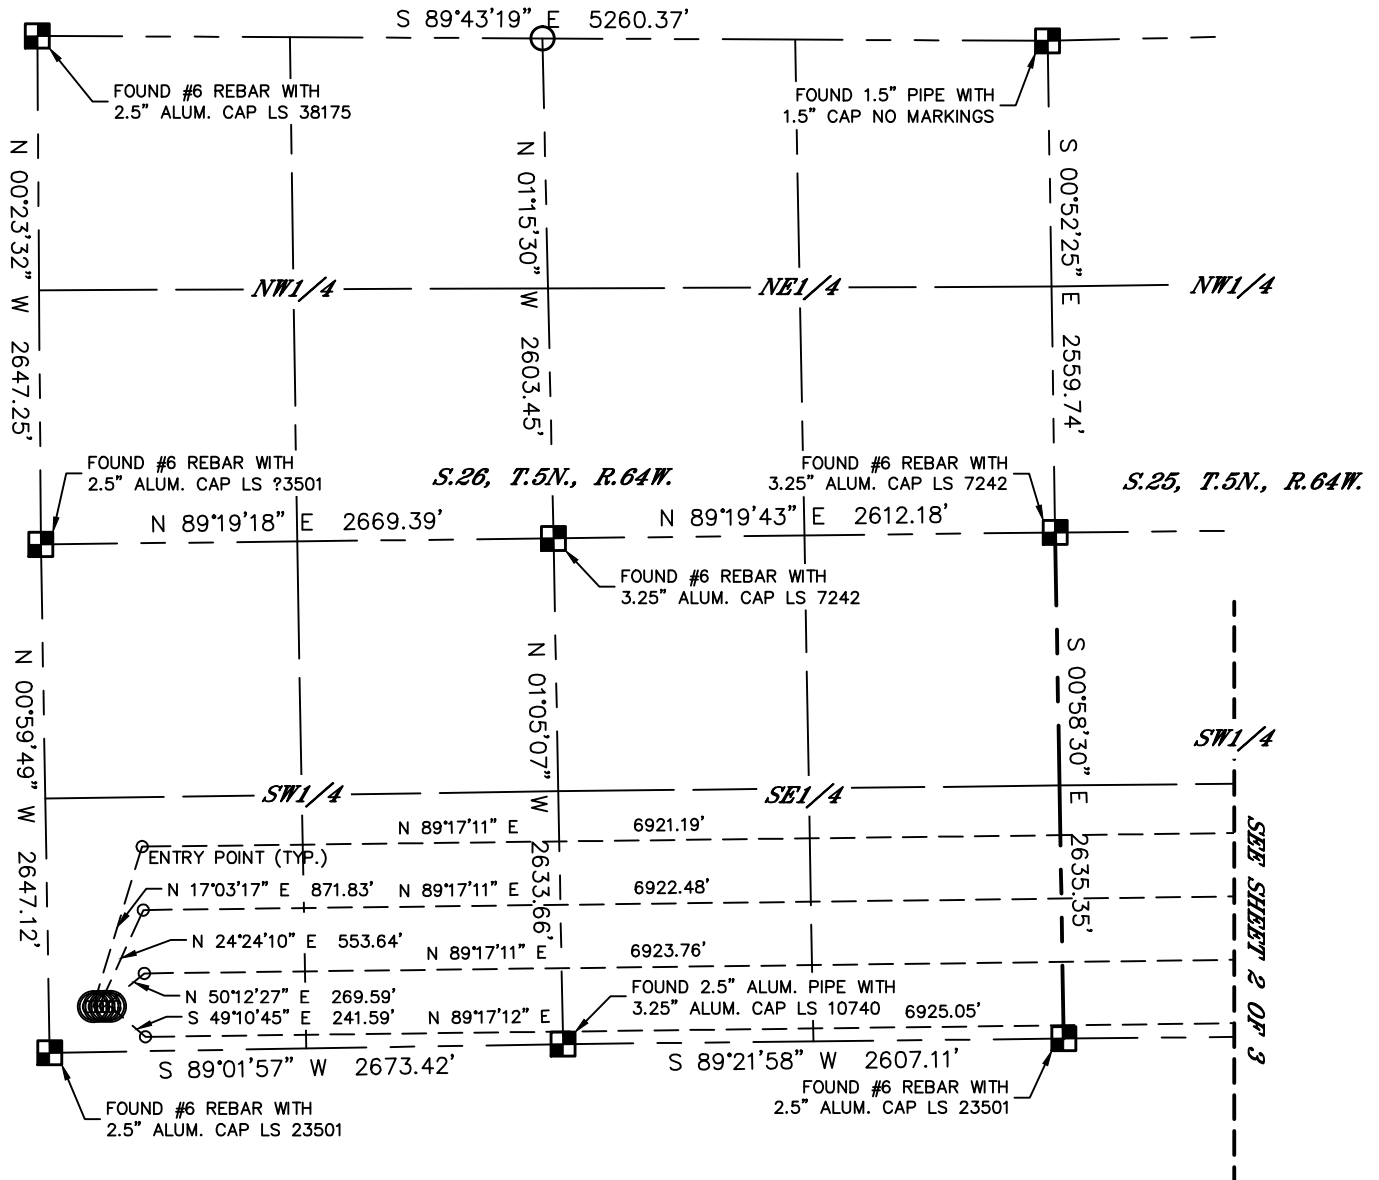 S 89°43'19" E 5260.37'
FOUND #6 REBAR WITH
2.5" ALUM. CAP LS 38175
FOUND 1.5" PIPE WITH
1.5" CAP NO MARKINGS
N 00°23'32" W 2647.25'
N 01°15'30" W 2603.45'
S 00°52'25" E 2559.74'
NW1/4
NE1/4
NW1/4
FOUND #6 REBAR WITH
2.5" ALUM. CAP LS ?3501
S.26, T.5N., R.64W.
FOUND #6 REBAR WITH
3.25" ALUM. CAP LS 7242
S.25, T.5N., R.64W.
N 89°19'18" E 2669.39'
N 89°19'43" E 2612.18'
FOUND #6 REBAR WITH
3.25" ALUM. CAP LS 7242
N 00°59'49" W 2647.12'
N 01°05'07" W 2633.66'
S 00°58'30" E 2635.35'
SW1/4
SW1/4
SE1/4
N 89°17'11" E 6921.19'
ENTRY POINT (TYP.)
N 17°03'17" E 871.83'
N 89°17'11" E 6922.48'
N 24°24'10" E 553.64'
N 89°17'11" E 6923.76'
N 50°12'27" E 269.59'
S 49°10'45" E 241.59'
N 89°17'12" E 6925.05'
FOUND 2.5" ALUM. PIPE WITH
3.25" ALUM. CAP LS 10740
SEE SHEET 2 OF 3
S 89°01'57" W 2673.42'
S 89°21'58" W 2607.11'
FOUND #6 REBAR WITH
2.5" ALUM. CAP LS 23501
FOUND #6 REBAR WITH
2.5" ALUM. CAP LS 23501